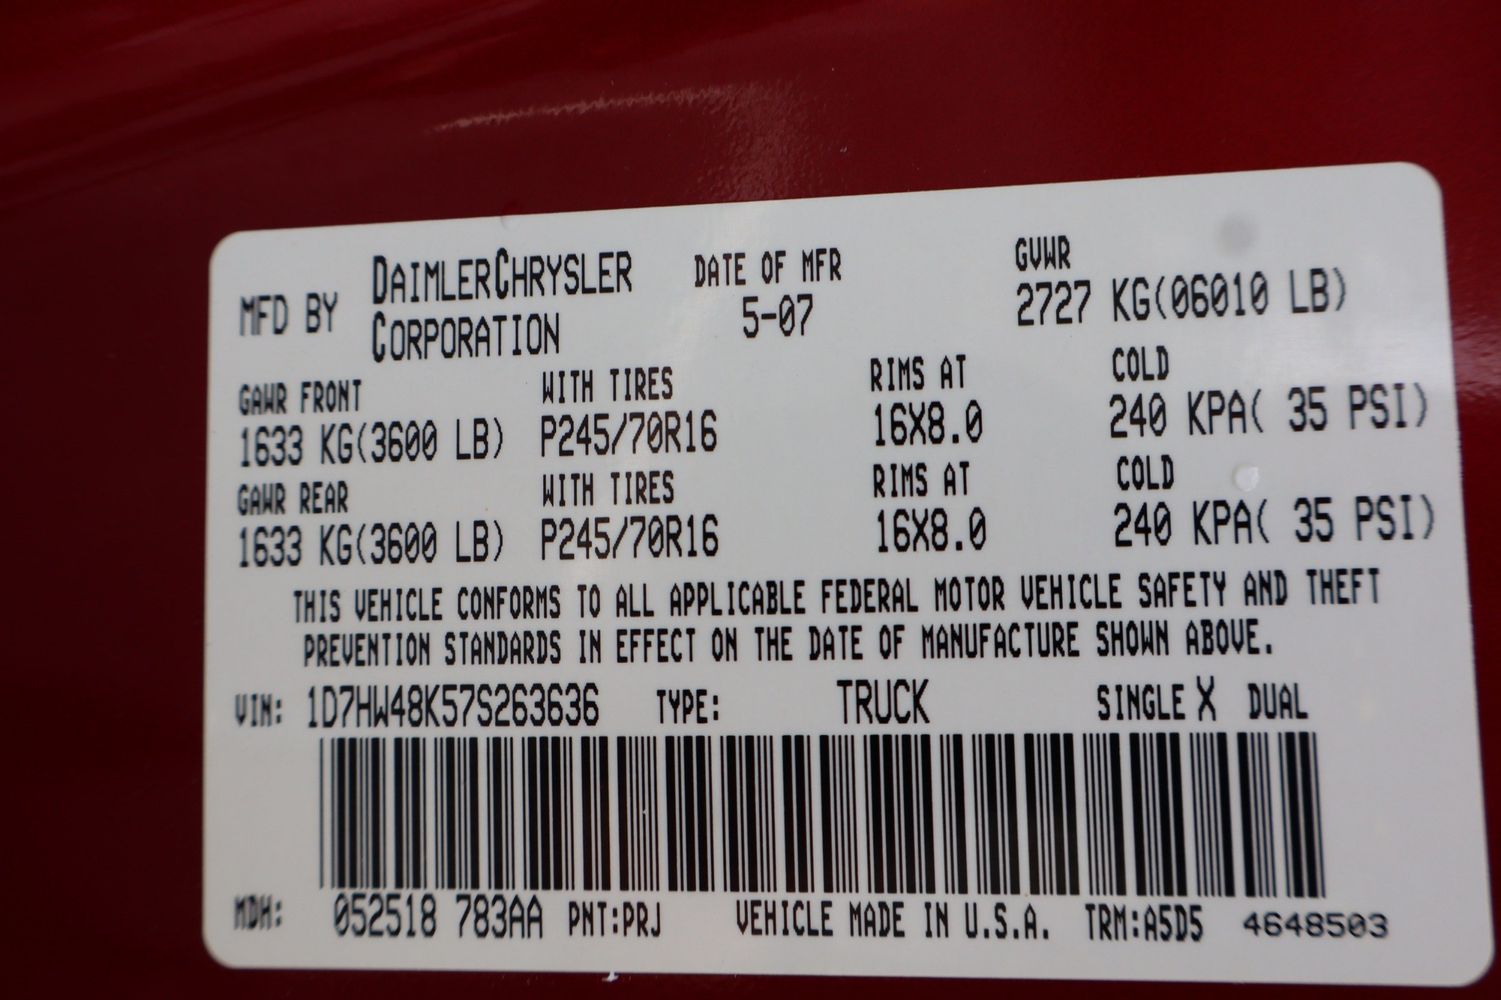 MFD BY DAIMLERCHRYSLER CORPORATION DATE OF MFR 5-07 GVWR 2727 KG(06010 LB)
GAWR FRONT WITH TIRES RIMS AT COLD
1633 KG(3600 LB) P245/70R16 16X8.0 240 KPA( 35 PSI)
GAWR REAR WITH TIRES RIMS AT COLD
1633 KG(3600 LB) P245/70R16 16X8.0 240 KPA( 35 PSI)
THIS VEHICLE CONFORMS TO ALL APPLICABLE FEDERAL MOTOR VEHICLE SAFETY AND THEFT
PREVENTION STANDARDS IN EFFECT ON THE DATE OF MANUFACTURE SHOWN ABOVE.
VIN: 1D7HW48K57S263636 TYPE: TRUCK SINGLE X DUAL
MDH: 052518 783AA PNT:PRJ VEHICLE MADE IN U.S.A. TRM:A5D5 4648503